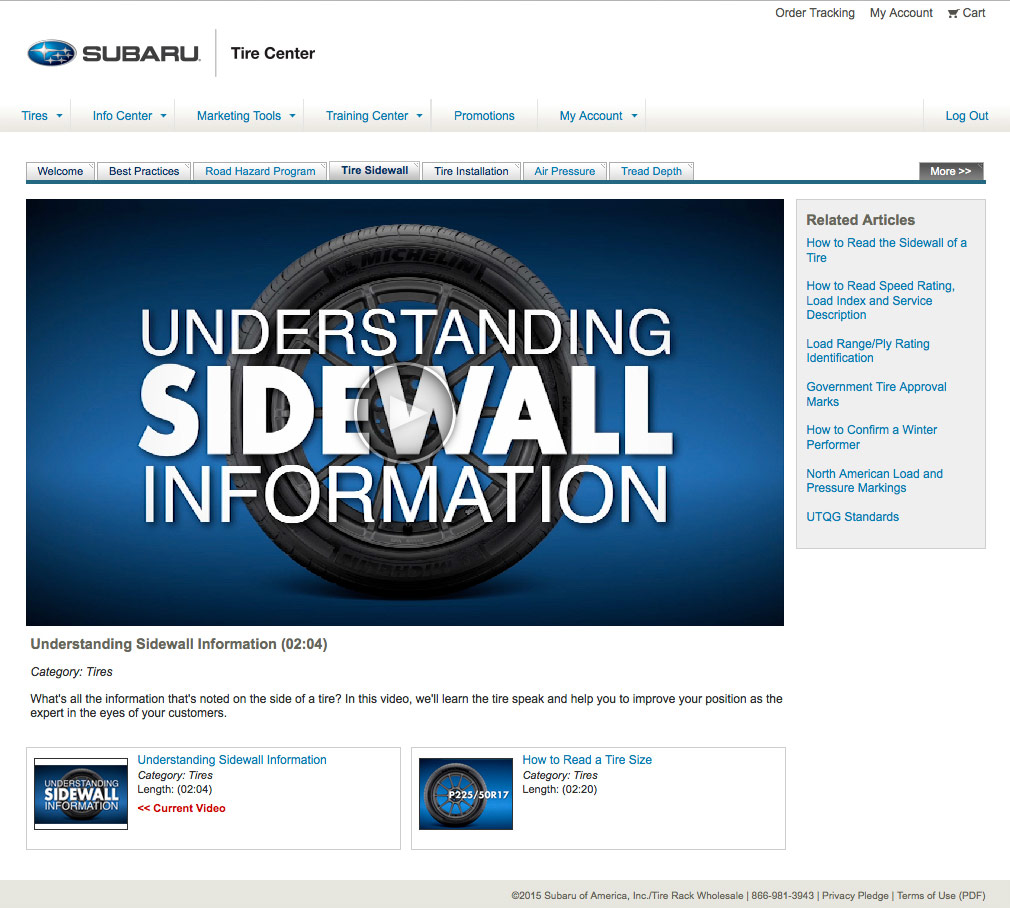 Order Tracking My Account Cart
SUBARU. Tire Center
Tires Info Center Marketing Tools Training Center Promotions My Account Log Out
Welcome Best Practices Road Hazard Program Tire Sidewall Tire Installation Air Pressure Tread Depth More >>
MICHELIN
UNDERSTANDING
SIDEWALL
INFORMATION
Related Articles
How to Read the Sidewall of a
Tire
How to Read Speed Rating,
Load Index and Service
Description
Load Range/Ply Rating
Identification
Government Tire Approval
Marks
How to Confirm a Winter
Performer
North American Load and
Pressure Markings
UTQG Standards
Understanding Sidewall Information (02:04)
Category: Tires
What's all the information that's noted on the side of a tire? In this video, we'll learn the tire speak and help you to improve your position as the
expert in the eyes of your customers.
UNDERSTANDING
SIDEWALL
INFORMATION
Understanding Sidewall Information
Category: Tires
Length: (02:04)
<< Current Video
P225/50R17
How to Read a Tire Size
Category: Tires
Length: (02:20)
©2015 Subaru of America, Inc./Tire Rack Wholesale | 866-981-3943 | Privacy Pledge | Terms of Use (PDF)